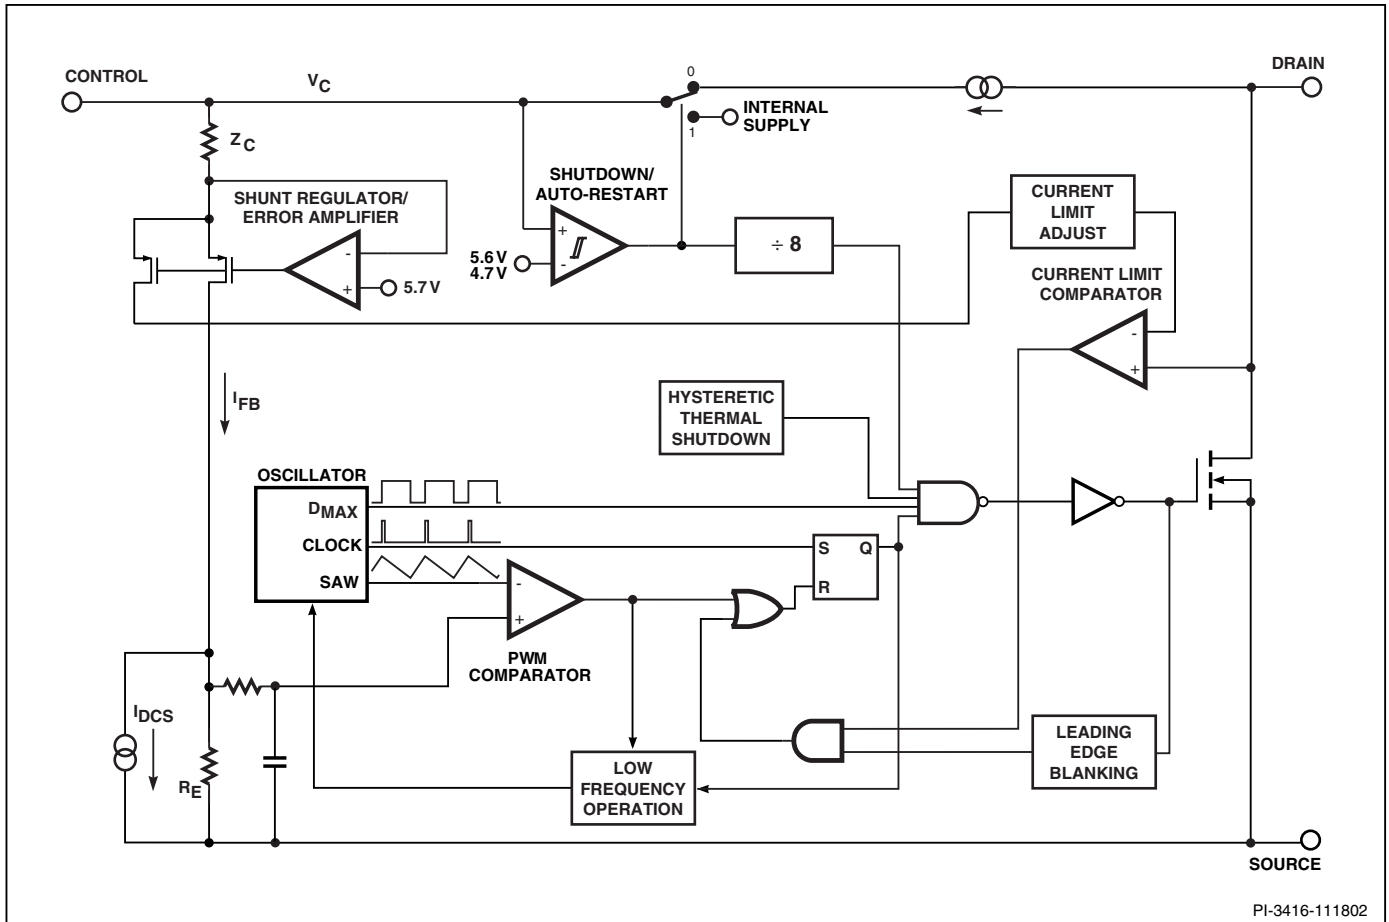 CONTROL
V_C
0
DRAIN
1
INTERNAL
SUPPLY
Z_C
SHUNT REGULATOR/
ERROR AMPLIFIER
-
+
5.7 V
SHUTDOWN/
AUTO-RESTART
+
-
5.6 V
4.7 V
÷ 8
CURRENT
LIMIT
ADJUST
CURRENT LIMIT
COMPARATOR
-
+
I_FB
HYSTERETIC
THERMAL
SHUTDOWN
OSCILLATOR
D_MAX
CLOCK
SAW
-
+
PWM
COMPARATOR
S Q
R
I_DCS
R_E
LOW
FREQUENCY
OPERATION
LEADING
EDGE
BLANKING
SOURCE
PI-3416-111802